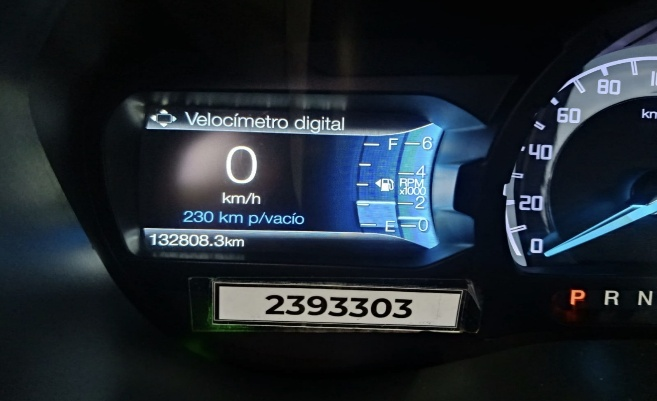 Velocímetro digital
0
km/h
230 km p/vacío
132808.3km
F
E
6
4
RPM
x1000
2
0
2393303
0
20
40
60
80
P R N